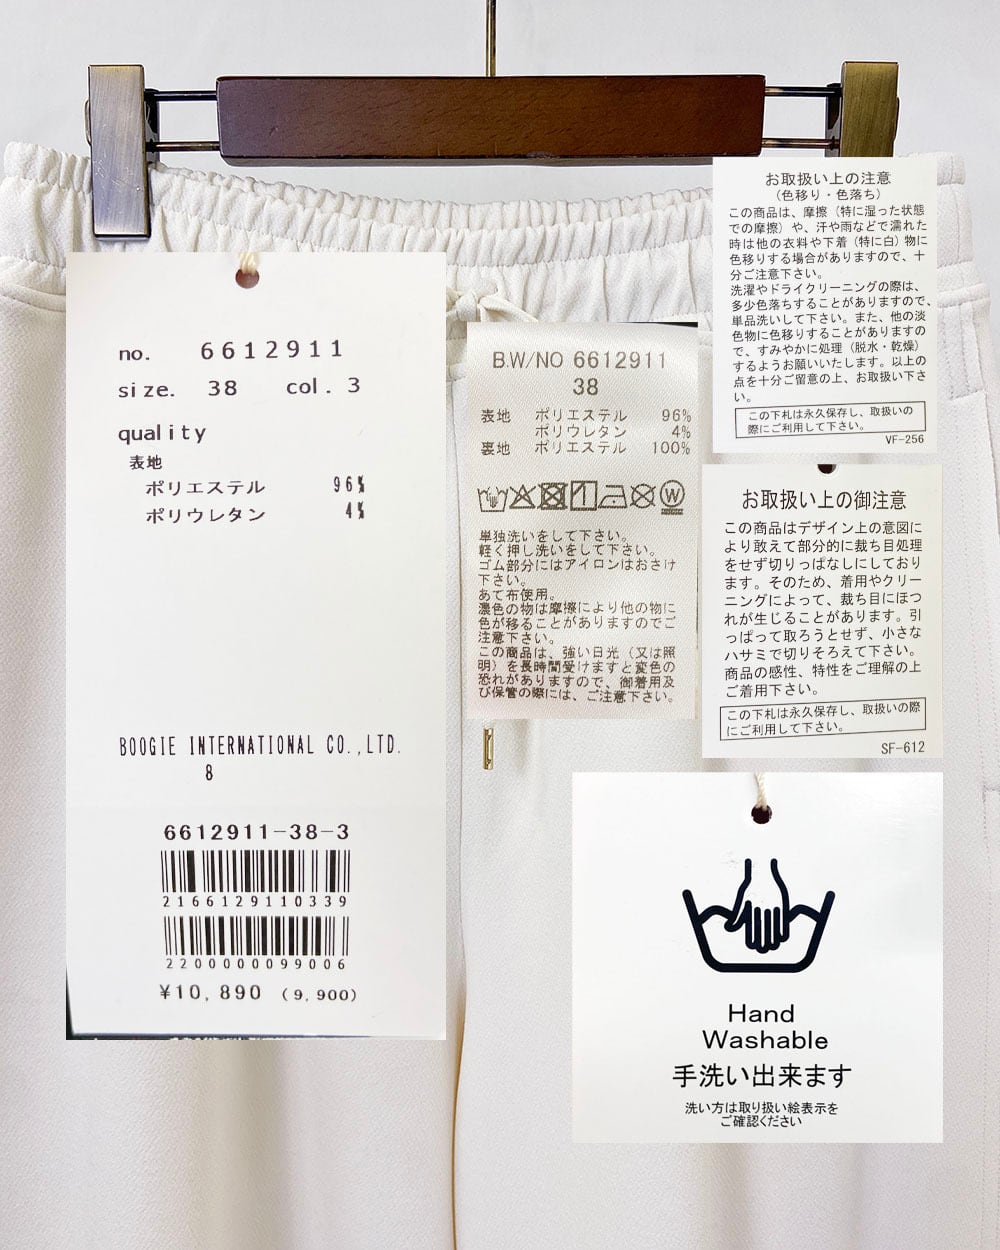 no. 6612911
size. 38 col. 3
quality
表地
ポリエステル 96%
ポリウレタン 4%
BOOGIE INTERNATIONAL CO.,LTD.
8
6612911-38-3
2166129110339
2200000099006
¥10,890 (9,900)
B.W/NO 6612911
38
表地 ポリエステル 96%
ポリウレタン 4%
裏地 ポリエステル 100%
W
単独洗いをして下さい。
軽く押し洗いをして下さい。
ゴム部分にはアイロンはおさけ
下さい。
あて布使用。
濃色の物は摩擦により他の物に
色が移ることがありますのでご
注意下さい。
この商品は、強い日光（又は照
明）を長時間受けますと変色の
恐れがありますので、御着用及
び保管の際には、ご注意下さい。
お取扱い上の注意
（色移り・色落ち）
この商品は、摩擦（特に湿った状態
での摩擦）や、汗や雨などで濡れた
時は他の衣料や下着（特に白）物に
色移りする場合がありますので、十
分ご注意下さい。
洗濯やドライクリーニングの際は、
多少色落ちすることがありますので、
単品洗いして下さい。また、他の淡
色物に色移りすることがありますの
で、すみやかに処理（脱水・乾燥）
するようお願いいたします。以上の
点を十分ご留意の上、お取扱い下さ
い。
この下札は永久保存し、取扱いの
際にご利用して下さい。
VF-256
お取扱い上の御注意
この商品はデザイン上の意図に
より敢えて部分的に裁ち目処理
をせず切りっぱなしにしており
ます。そのため、着用やクリー
ニングによって、裁ち目にほつ
れが生じることがあります。引
っぱって取ろうとせず、小さな
ハサミで切りそろえて下さい。
商品の感性、特性をご理解の上
ご着用下さい。
この下札は永久保存し、取扱いの際
にご利用して下さい。
SF-612
Hand
Washable
手洗い出来ます
洗い方は取り扱い絵表示を
ご確認ください